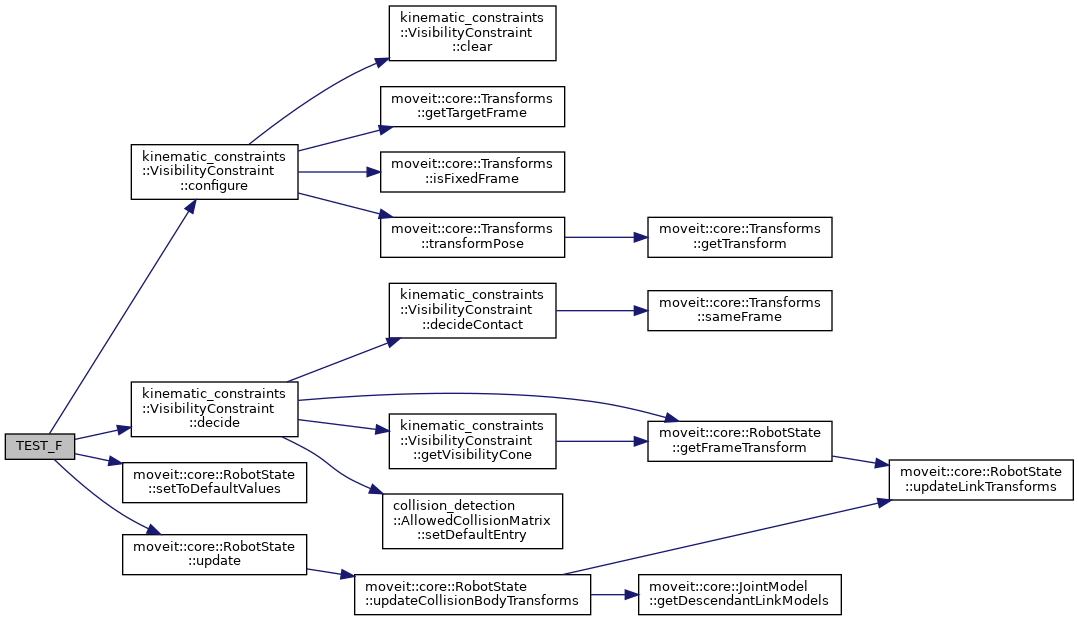 kinematic_constraints
::VisibilityConstraint
::clear
moveit::core::Transforms
::getTargetFrame
kinematic_constraints
::VisibilityConstraint
::configure
moveit::core::Transforms
::isFixedFrame
moveit::core::Transforms
::transformPose
moveit::core::Transforms
::getTransform
kinematic_constraints
::VisibilityConstraint
::decideContact
moveit::core::Transforms
::sameFrame
kinematic_constraints
::VisibilityConstraint
::decide
kinematic_constraints
::VisibilityConstraint
::getVisibilityCone
moveit::core::RobotState
::getFrameTransform
TEST_F
moveit::core::RobotState
::setToDefaultValues
moveit::core::RobotState
::updateLinkTransforms
collision_detection
::AllowedCollisionMatrix
::setDefaultEntry
moveit::core::RobotState
::update
moveit::core::RobotState
::updateCollisionBodyTransforms
moveit::core::JointModel
::getDescendantLinkModels